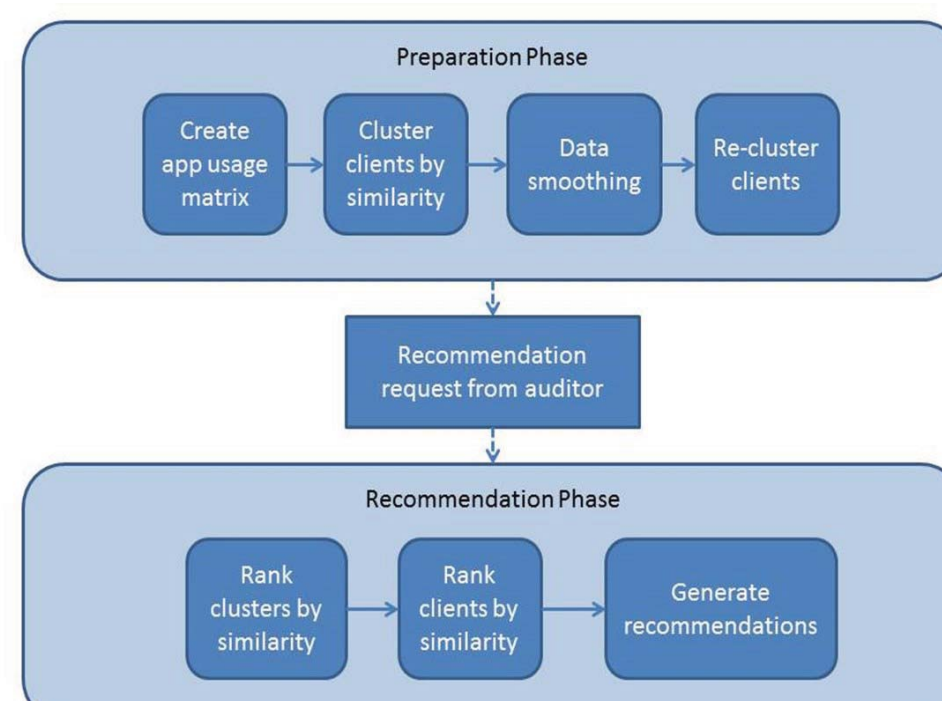 Preparation Phase
Create
app usage
matrix
Cluster
clients by
similarity
Data
smoothing
Re-cluster
clients
Recommendation
request from auditor
Recommendation Phase
Rank
clusters by
similarity
Rank
clients by
similarity
Generate
recommendations